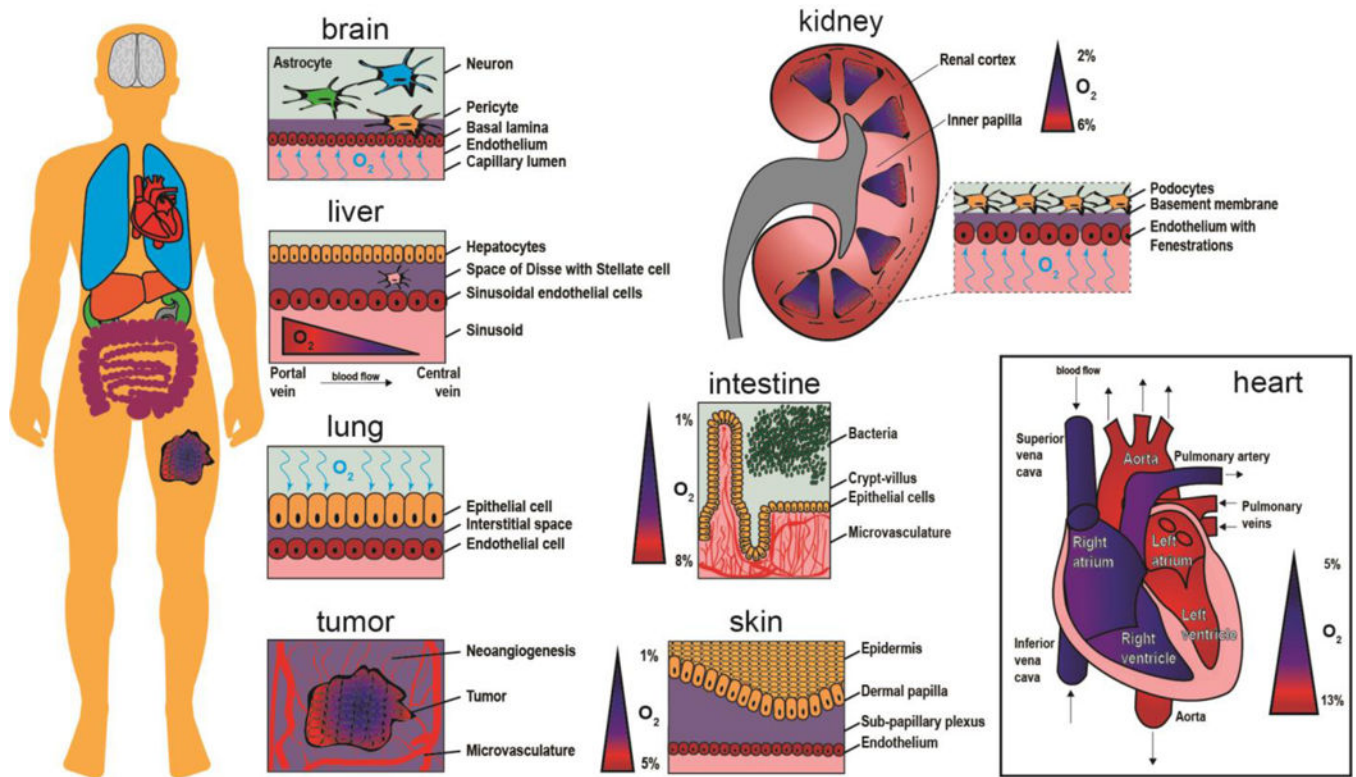 brain
Astrocyte
Neuron
Pericyte
Basal lamina
Endothelium
Capillary lumen
O2
liver
Hepatocytes
Space of Disse with Stellate cell
Sinusoidal endothelial cells
Sinusoid
O2
Portal
vein
blood flow
Central
vein
lung
O2
Epithelial cell
Interstitial space
Endothelial cell
tumor
Neoangiogenesis
Tumor
Microvasculature
kidney
Renal cortex
Inner papilla
2%
O2
6%
Podocytes
Basement membrane
Endothelium with
Fenestrations
O2
intestine
1%
O2
8%
Bacteria
Crypt-villus
Epithelial cells
Microvasculature
skin
1%
O2
5%
Epidermis
Dermal papilla
Sub-papillary plexus
Endothelium
heart
blood flow
Superior
vena
cava
Aorta
Pulmonary artery
Pulmonary
veins
Right
atrium
Left
atrium
Left
ventricle
Right
ventricle
Inferior
vena
cava
Aorta
5%
O2
13%